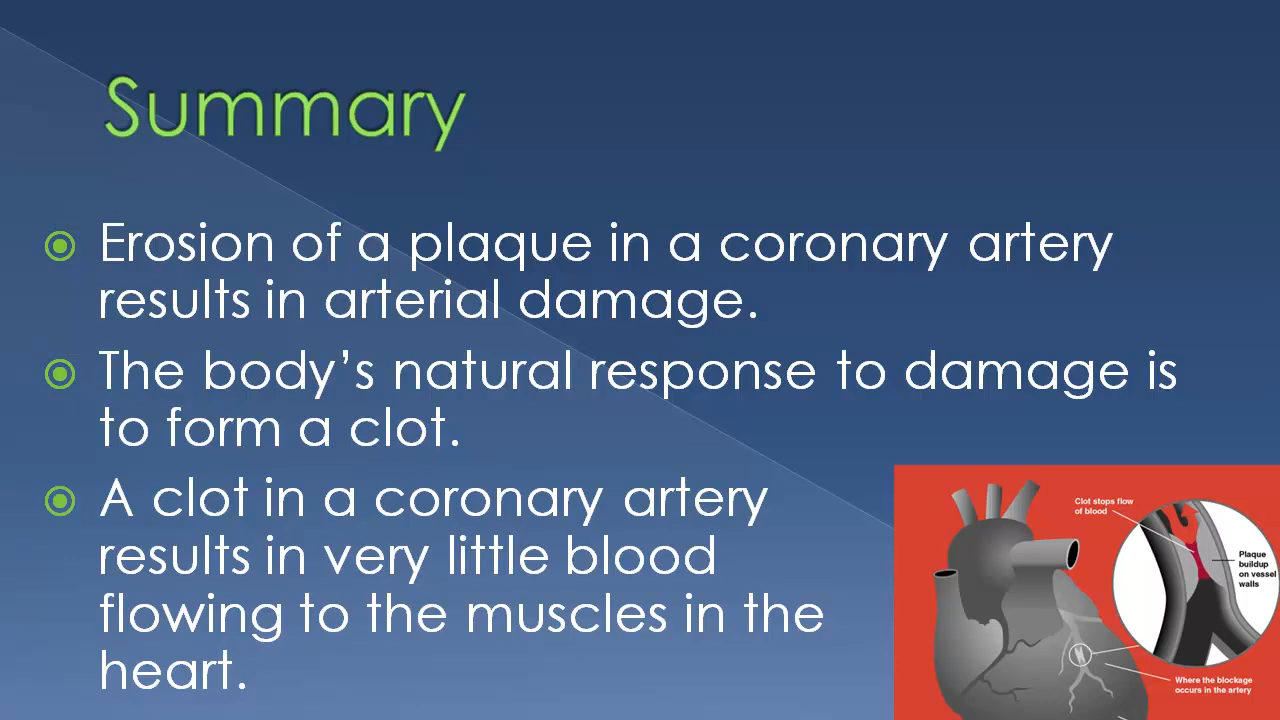 Summary
Erosion of a plaque in a coronary artery
results in arterial damage.
The body’s natural response to damage is
to form a clot.
A clot in a coronary artery
results in very little blood
flowing to the muscles in the
heart.
Clot stops flow
of blood
Plaque
buildup
on vessel
walls
Where the blockage
occurs in the artery